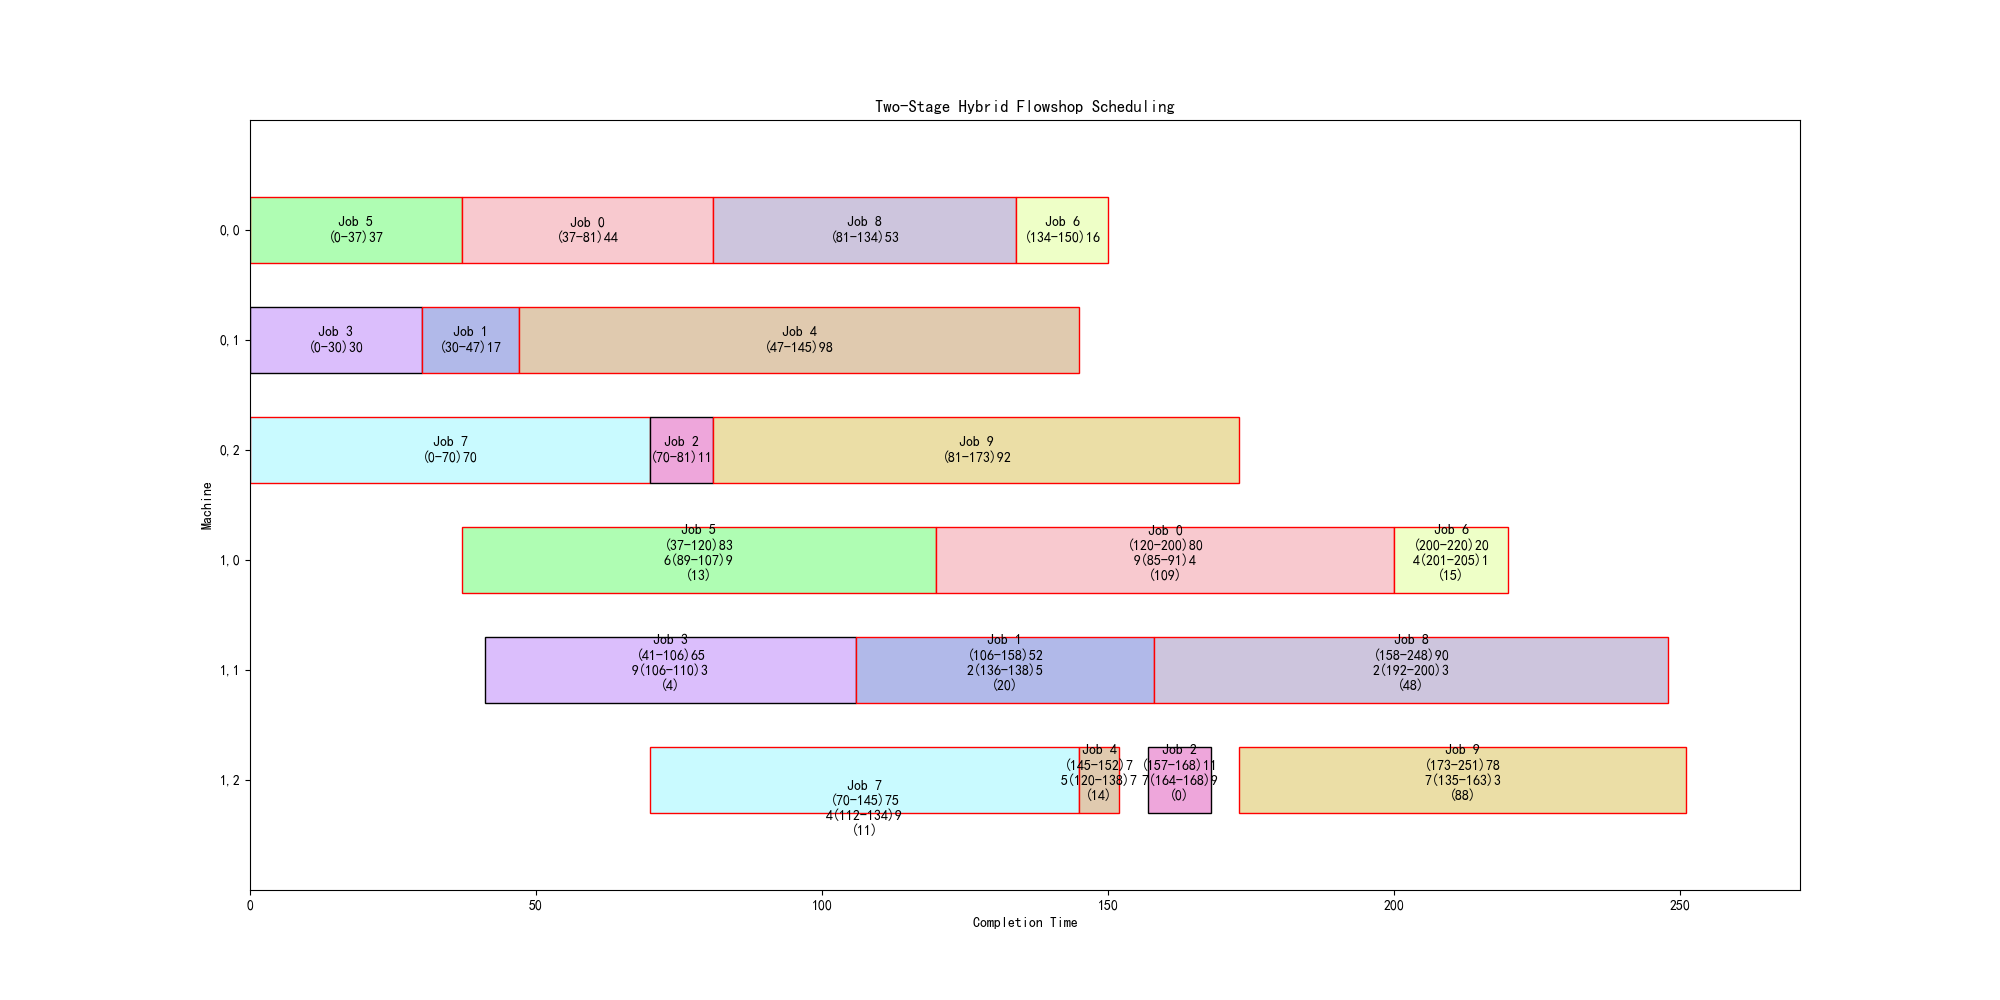 Two-Stage Hybrid Flowshop Scheduling
0,0
Job 5
(0-37)37
Job 0
(37-81)44
Job 8
(81-134)53
Job 6
(134-150)16
0,1
Job 3
(0-30)30
Job 1
(30-47)17
Job 4
(47-145)98
0,2
Job 7
(0-70)70
Job 2
(70-81)11
Job 9
(81-173)92
Machine
1,0
Job 5
(37-120)83
6(89-107)9
(13)
Job 0
(120-200)80
9(85-91)4
(109)
Job 6
(200-220)20
4(201-205)1
(15)
1,1
Job 3
(41-106)65
9(106-110)3
(4)
Job 1
(106-158)52
2(136-138)5
(20)
Job 8
(158-248)90
2(192-200)3
(48)
1,2
Job 7
(70-145)75
4(112-134)9
(11)
Job 4
(145-152)7
5(120-138)7
(14)
Job 2
(157-168)11
7(164-168)9
(0)
Job 9
(173-251)78
7(135-163)3
(88)
0
50
100
150
200
250
Completion Time